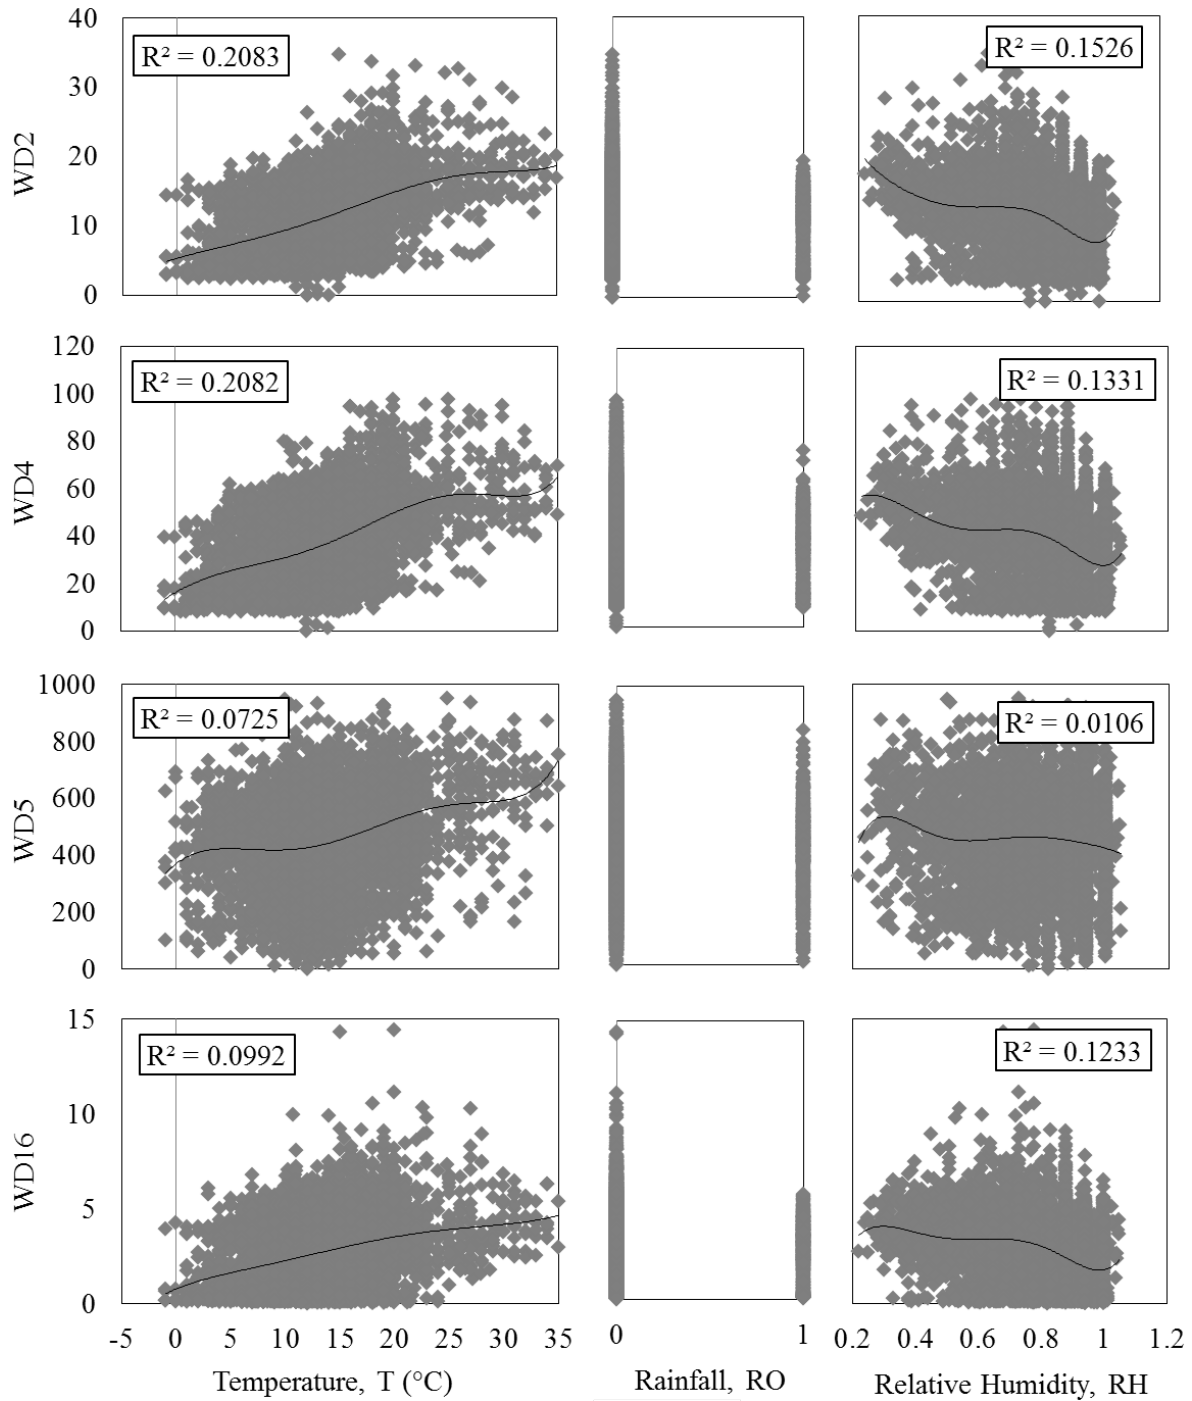 40
30
20
10
0
WD2
R² = 0.2083
R² = 0.1526
120
100
80
60
40
20
0
WD4
R² = 0.2082
R² = 0.1331
1000
800
600
400
200
0
WD5
R² = 0.0725
R² = 0.0106
15
10
5
0
WD16
R² = 0.0992
R² = 0.1233
-5 0 5 10 15 20 25 30 35
0 1
0.2 0.4 0.6 0.8 1 1.2
Temperature, T (°C)
Rainfall, RO
Relative Humidity, RH